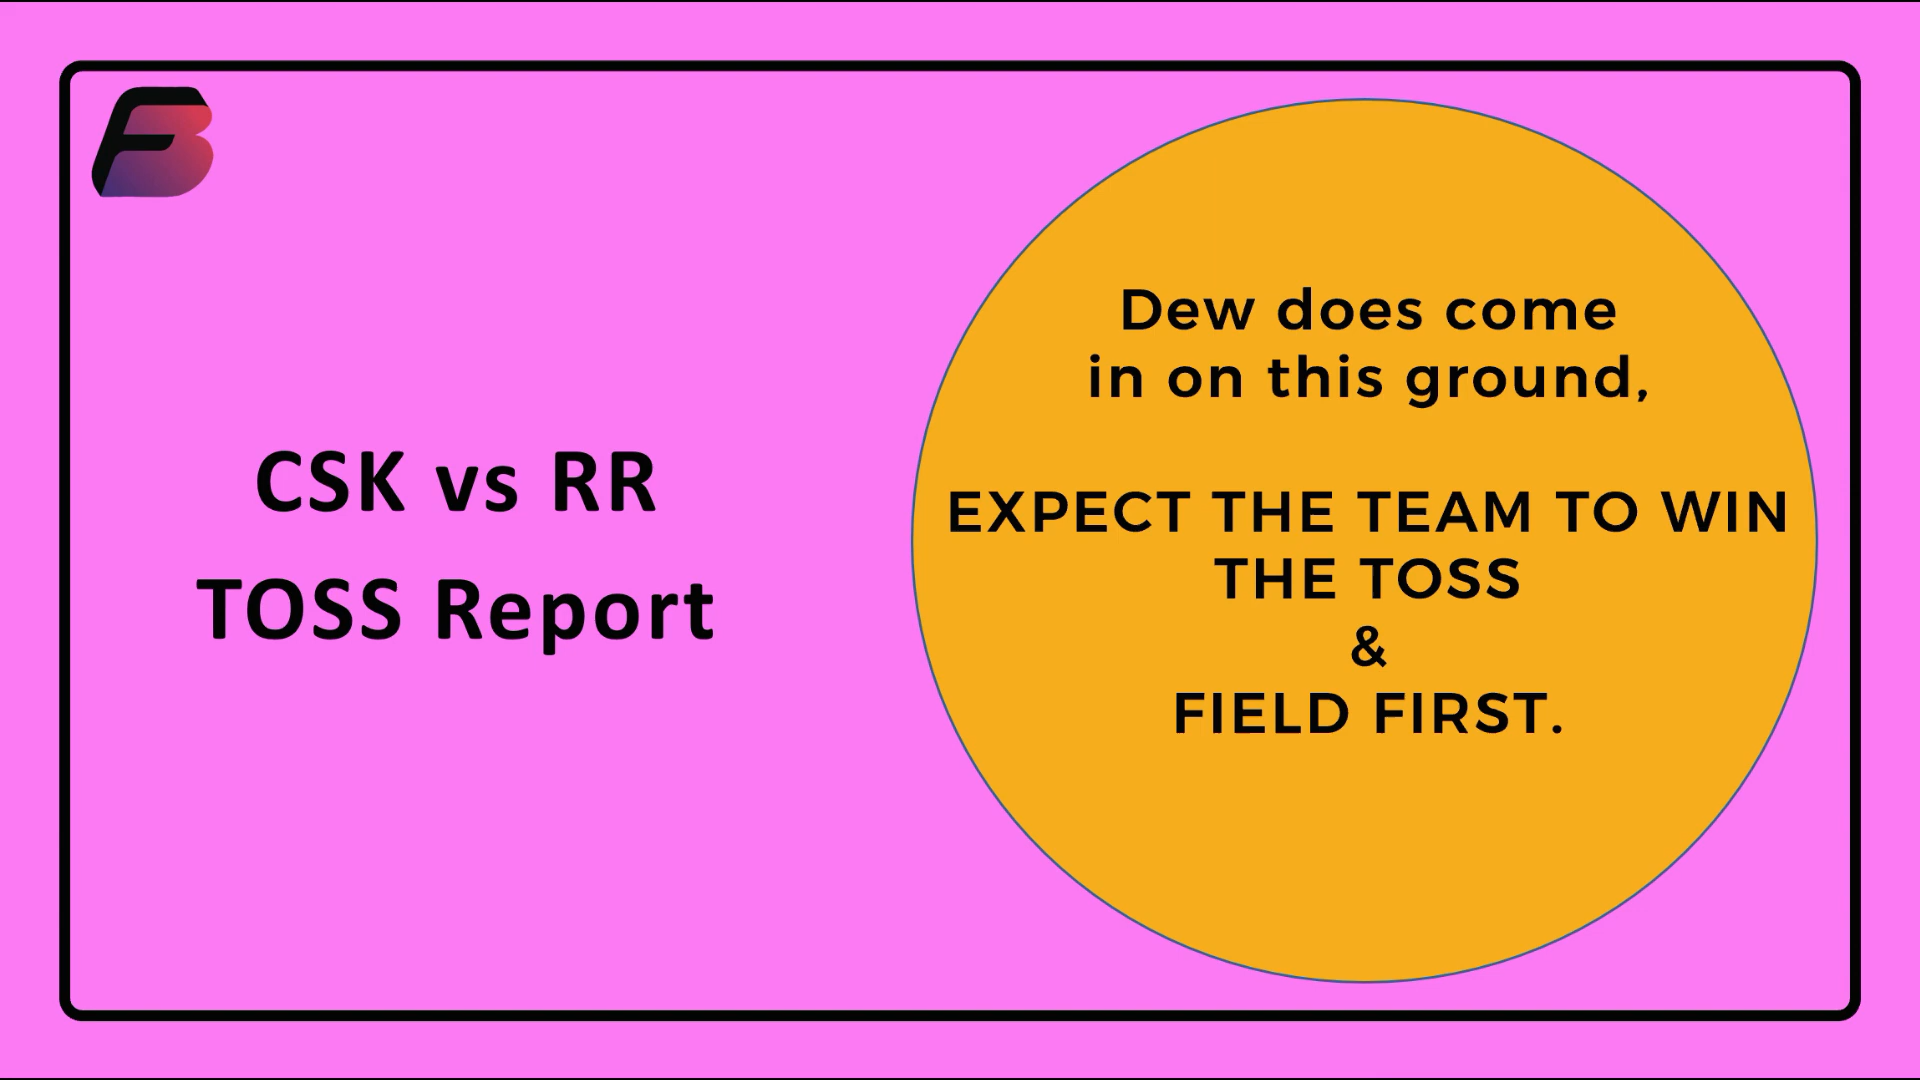 CSK vs RR
TOSS Report
Dew does come
in on this ground,
EXPECT THE TEAM TO WIN
THE TOSS
&
FIELD FIRST.